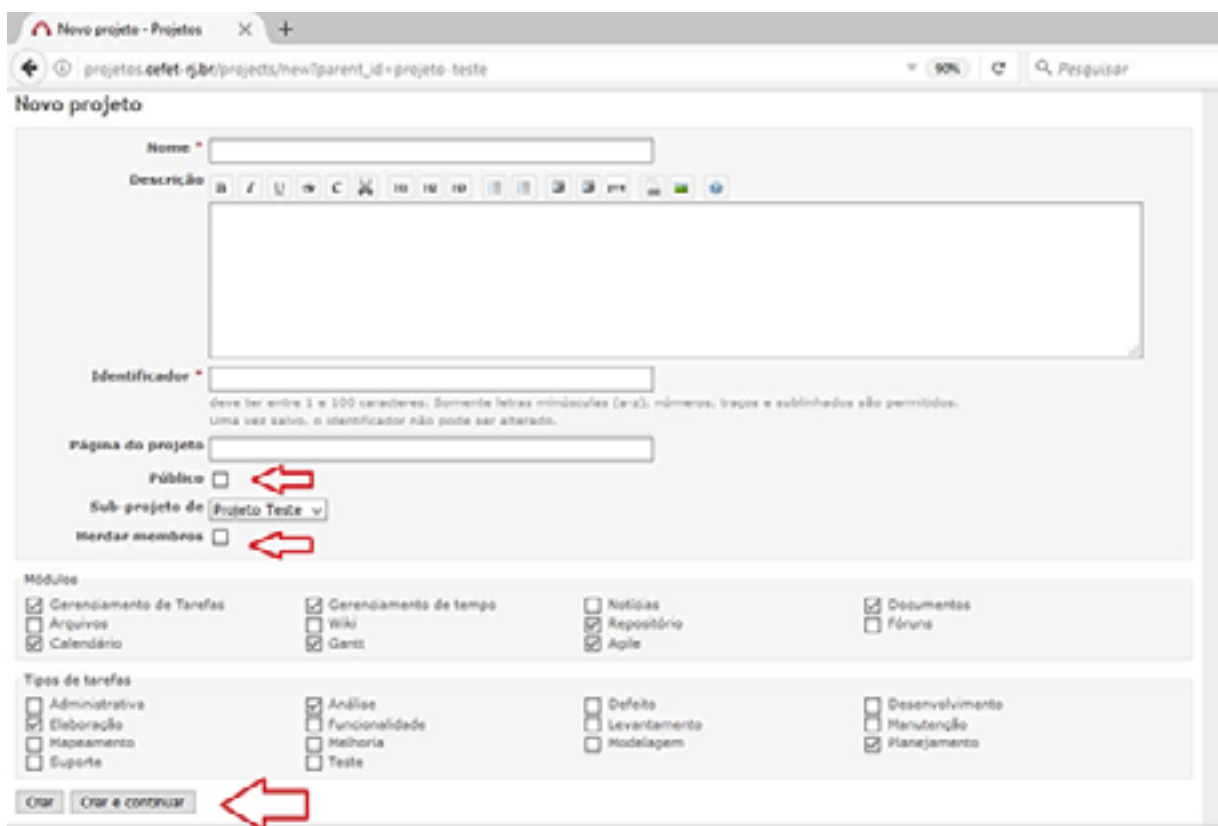 Novo projeto - Projetos
projetos.cefet-rj.br/projects/new?parent_id=projeto-teste 90% Pesquisar
Novo projeto
Nome *
Descrição B I U S C
Identificador *
deve ter entre 1 e 100 caracteres. Somente letras minúsculas (a-z), números, traços e sublinhados são permitidos.
Uma vez salvo, o identificador não pode ser alterado.
Página do projeto
Público
Sub-projeto de Projeto Teste
Herdar membros
Módulos
Gerenciamento de Tarefas Gerenciamento de tempo Notícias Documentos
Arquivos Wiki Repositório Fóruns
Calendário Gantt Agile
Tipos de tarefas
Administrativa Análise Defeito Desenvolvimento
Elaboração Funcionalidade Levantamento Manutenção
Mapeamento Melhoria Modelagem Planejamento
Suporte Teste
Criar Criar e continuar